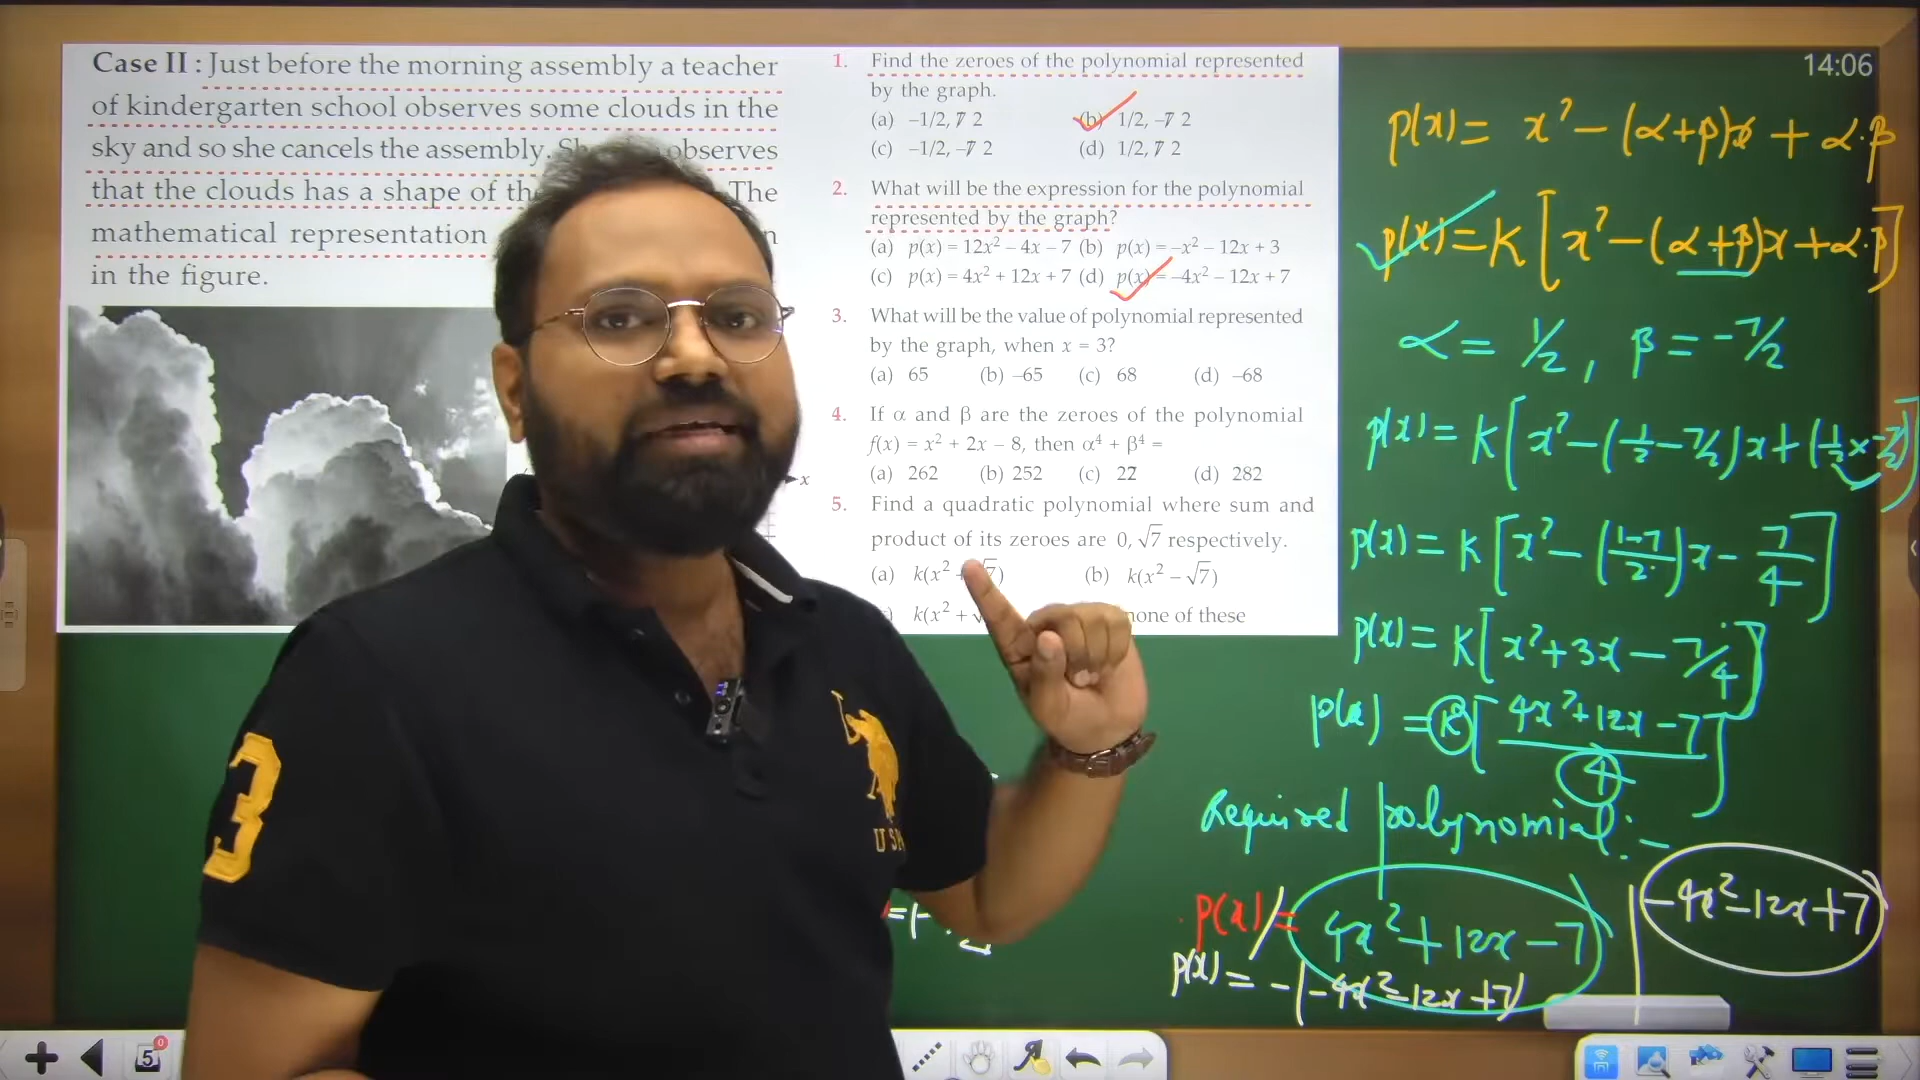 Case II : Just before the morning assembly a teacher
of kindergarten school observes some clouds in the
sky and so she cancels the assembly. observes
that the clouds has a shape of the The
mathematical representation
in the figure.
x
1. Find the zeroes of the polynomial represented
by the graph.
(a) –1/2, 7 2 (b) 1/2, –7 2
(c) –1/2, –7 2 (d) 1/2, 7 2
2. What will be the expression for the polynomial
represented by the graph?
(a) p(x) = 12x² – 4x – 7 (b) p(x) = –x² – 12x + 3
(c) p(x) = 4x² + 12x + 7 (d) p(x) = –4x² – 12x + 7
3. What will be the value of polynomial represented
by the graph, when x = 3?
(a) 65 (b) –65 (c) 68 (d) –68
4. If α and β are the zeroes of the polynomial
f(x) = x² + 2x – 8, then α⁴ + β⁴ =
(a) 262 (b) 252 (c) 22 (d) 282
5. Find a quadratic polynomial where sum and
product of its zeroes are 0, √7 respectively.
(a) k(x² √7) (b) k(x² – √7)
k(x² + none of these
14:06
p(x) = x² – (α+β)x + α.β
p(x) = K[x² – (α+β)x + α.β]
α = 1/2, β = –7/2
p(x) = K[x² – (1/2 – 7/2)x + (1/2 x –7/2)]
p(x) = K[x² – (1–7/2)x – 7/4]
p(x) = K[x² + 3x – 7/4]
p(x) = K[4x² + 12x – 7/4]
Required polynomial :–
p(x) = 4x² + 12x – 7 | –4x² – 12x + 7
p(x) = –(–4x² – 12x + 7)
=1–
3
5
0